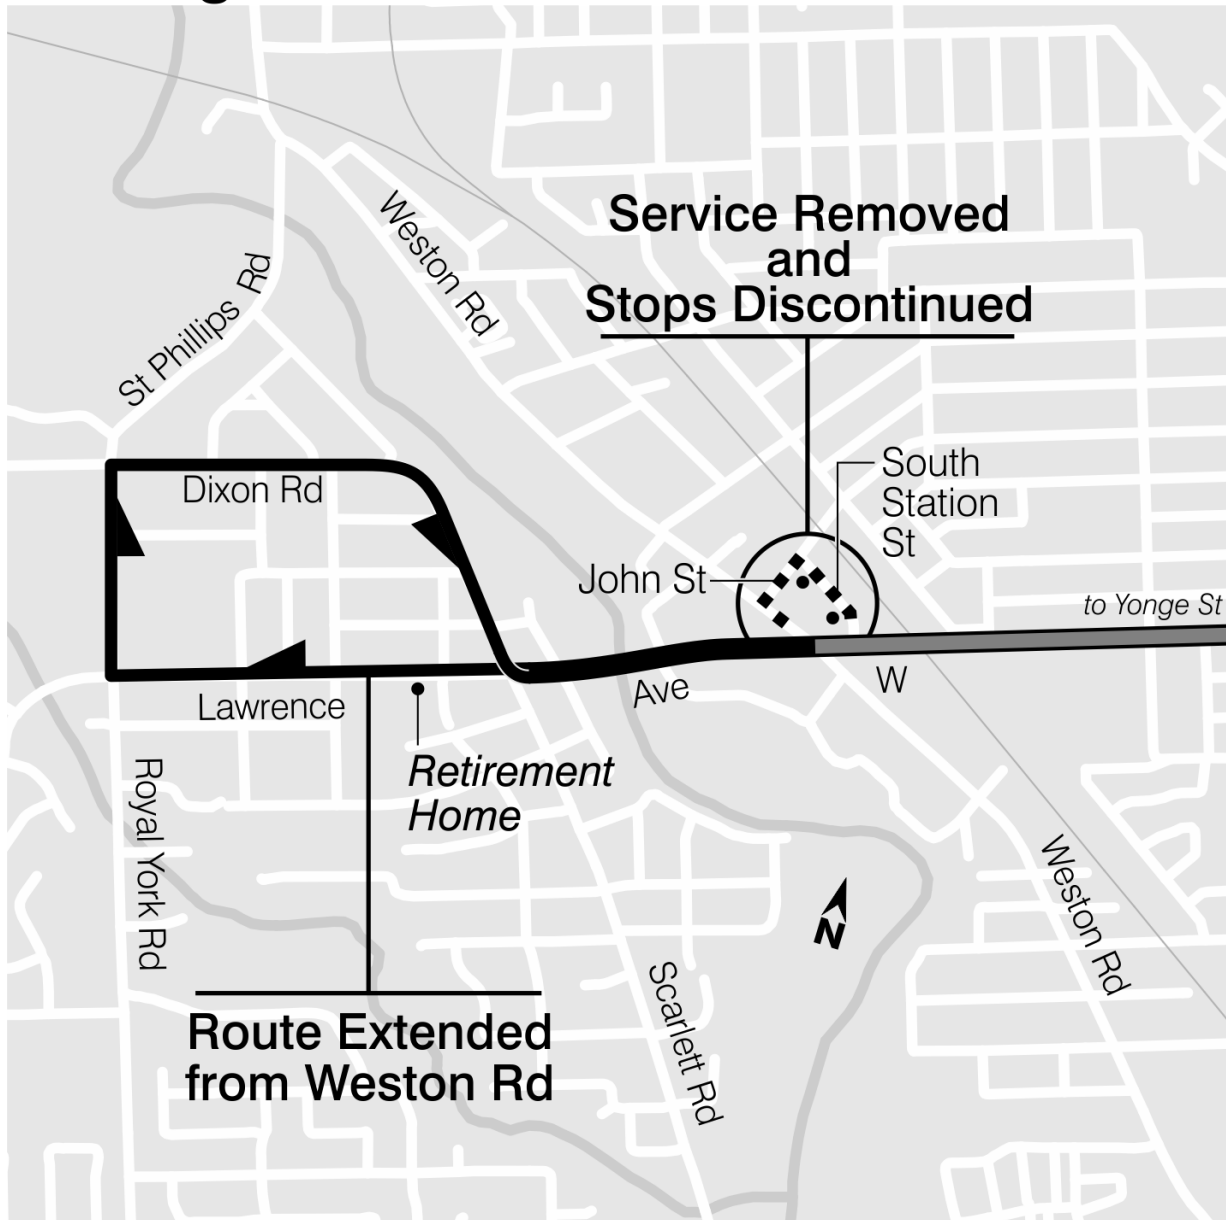 Weston Rd
Service Removed
and
Stops Discontinued
St Phillips Rd
South
Station
St
Dixon Rd
John St
to Yonge St
Lawrence
Ave
W
Retirement
Home
Royal York Rd
Weston Rd
N
Scarlett Rd
Route Extended
from Weston Rd